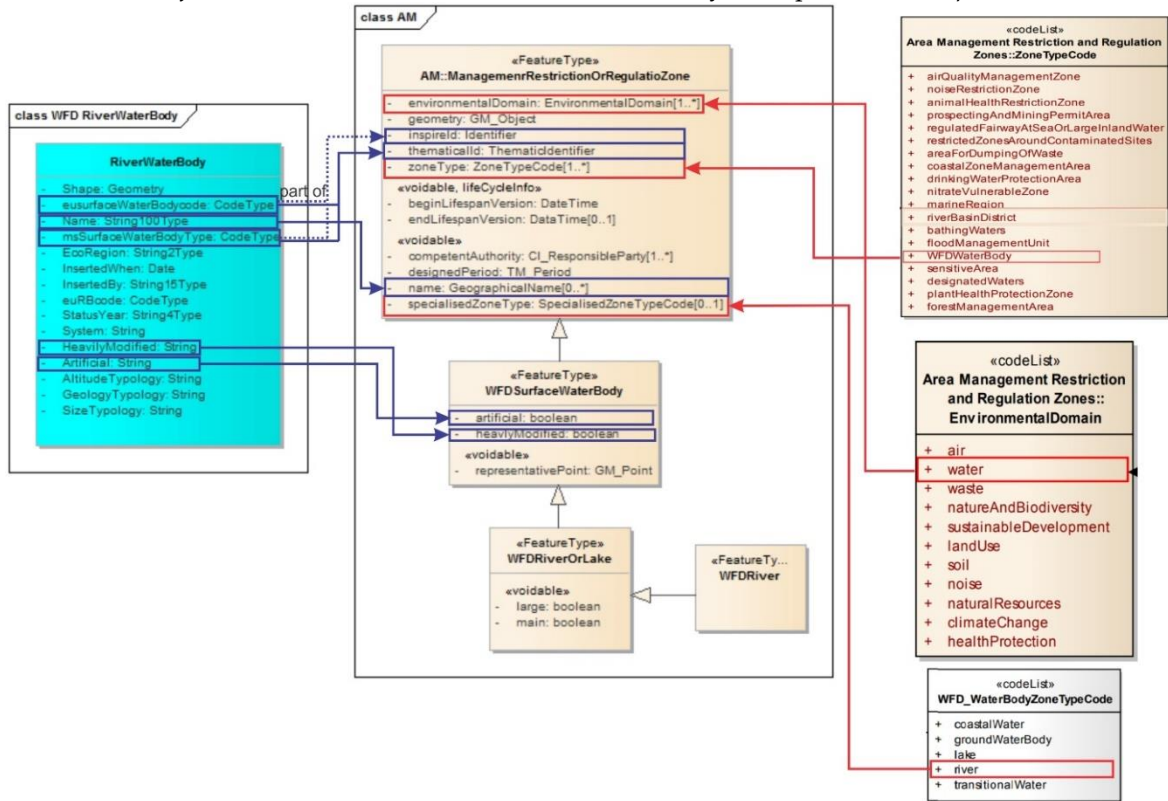 class WFD RiverWaterBody
RiverWaterBody
- Shape: Geometry
- eusurfaceWaterBodycode: CodeType
- Name: String100Type
- msSurfaceWaterBodyType: CodeType
- EcoRegion: String2Type
- InsertedWhen: Date
- InsertedBy: String15Type
- euRBcode: CodeType
- StatusYear: String4Type
- System: String
- HeavilyModified: String
- Artificial: String
- AltitudeTypology: String
- GeologyTypology: String
- SizeTypology: String
part of
class AM
«FeatureType»
AM::ManagemenrRestrictionOrRegulatioZone
- environmentalDomain: EnvironmentalDomain[1..*]
- geometry: GM_Object
- inspireId: Identifier
- thematicalId: ThematicIdentifier
- zoneType: ZoneTypeCode[1..*]
«voidable, lifeCycleInfo»
- beginLifespanVersion: DateTime
- endLifespanVersion: DataTime[0..1]
«voidable»
- competentAuthority: CI_ResponsibleParty[1..*]
- designedPeriod: TM_Period
- name: GeographicalName[0..*]
- specialisedZoneType: SpecialisedZoneTypeCode[0..1]
«FeatureType»
WFDSurfaceWaterBody
- artificial: boolean
- heavlyModified: boolean
«voidable»
- representativePoint: GM_Point
«FeatureType»
WFDRiverOrLake
«voidable»
- large: boolean
- main: boolean
«FeatureTy...
WFDRiver
«codeList»
Area Management Restriction and Regulation
Zones::ZoneTypeCode
+ airQualityManagementZone
+ noiseRestrictionZone
+ animalHealthRestrictionZone
+ prospectingAndMiningPermitArea
+ regulatedFairwayAtSeaOrLargeInlandWater
+ restrictedZonesAroundContaminatedSites
+ areaForDumpingOfWaste
+ coastalZoneManagementArea
+ drinkingWaterProtectionArea
+ nitrateVulnerableZone
+ marineRegion
+ riverBasinDistrict
+ bathingWaters
+ floodManagementUnit
+ WFDWaterBody
+ sensitiveArea
+ designatedWaters
+ plantHealthProtectionZone
+ forestManagementArea
«codeList»
Area Management Restriction
and Regulation Zones::
EnvironmentalDomain
+ air
+ water
+ waste
+ natureAndBiodiversity
+ sustainableDevelopment
+ landUse
+ soil
+ noise
+ naturalResources
+ climateChange
+ healthProtection
«codeList»
WFD_WaterBodyZoneTypeCode
+ coastalWater
+ groundWaterBody
+ lake
+ river
+ transitionalWater